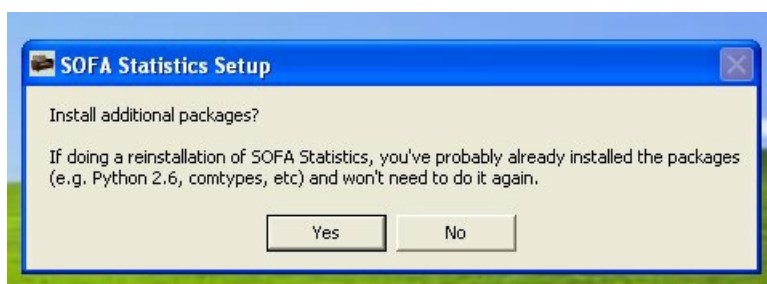 SOFA Statistics Setup
Install additional packages?
If doing a reinstallation of SOFA Statistics, you've probably already installed the packages
(e.g. Python 2.6, comtypes, etc) and won't need to do it again.
Yes No